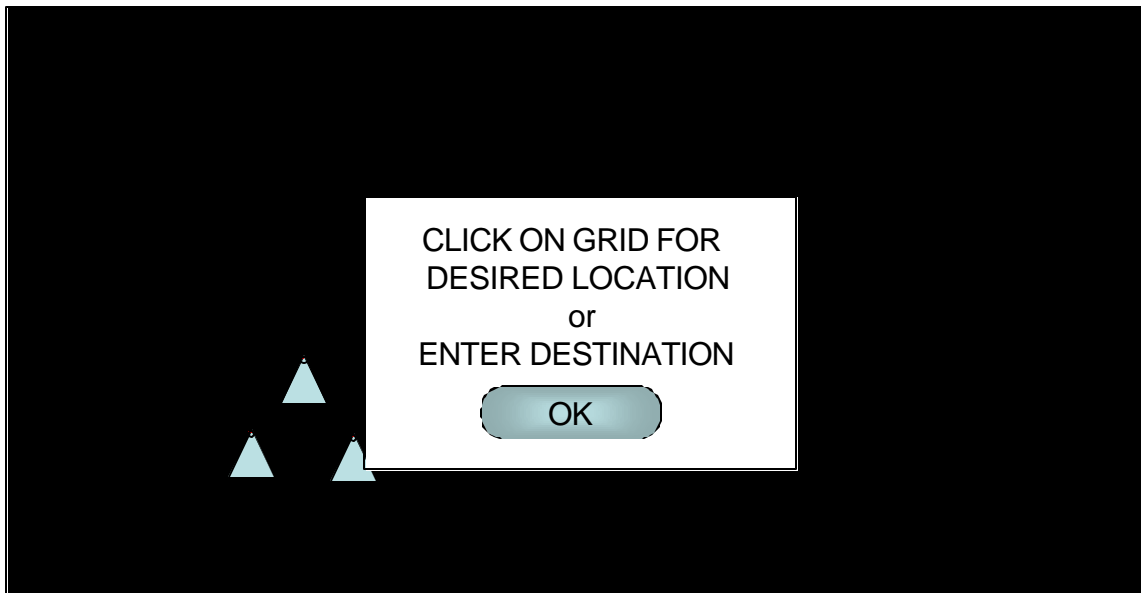 CLICK ON GRID FOR
DESIRED LOCATION
or
ENTER DESTINATION
OK